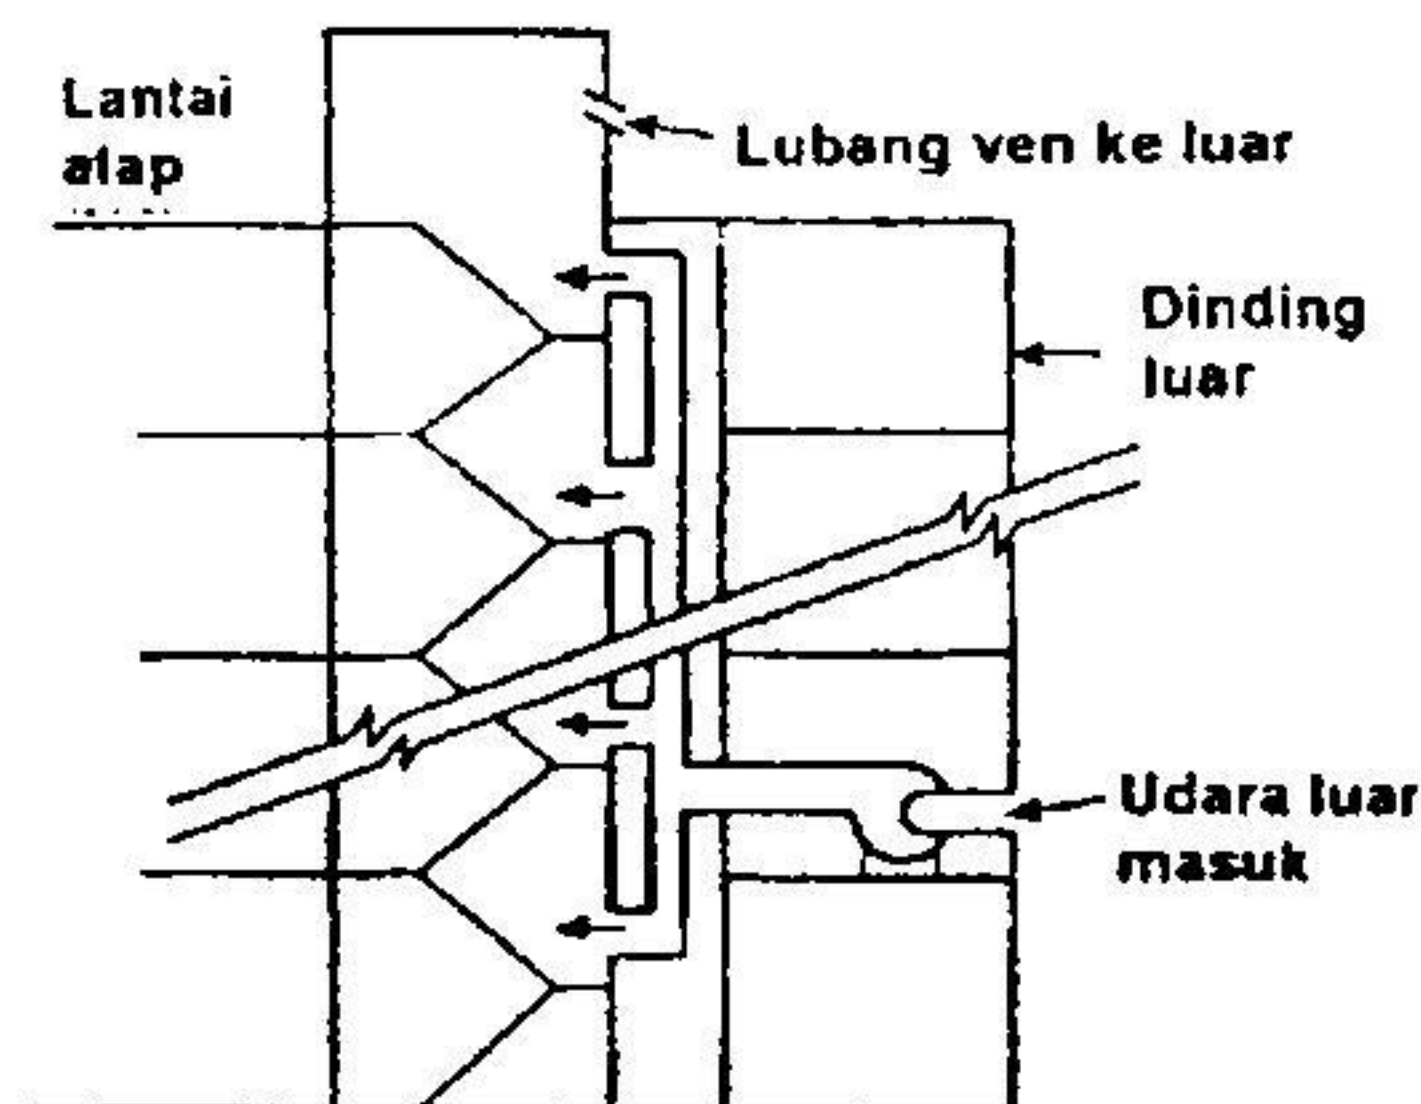 Lantai
atap
Lubang ven ke luar
Dinding
luar
Udara luar
masuk